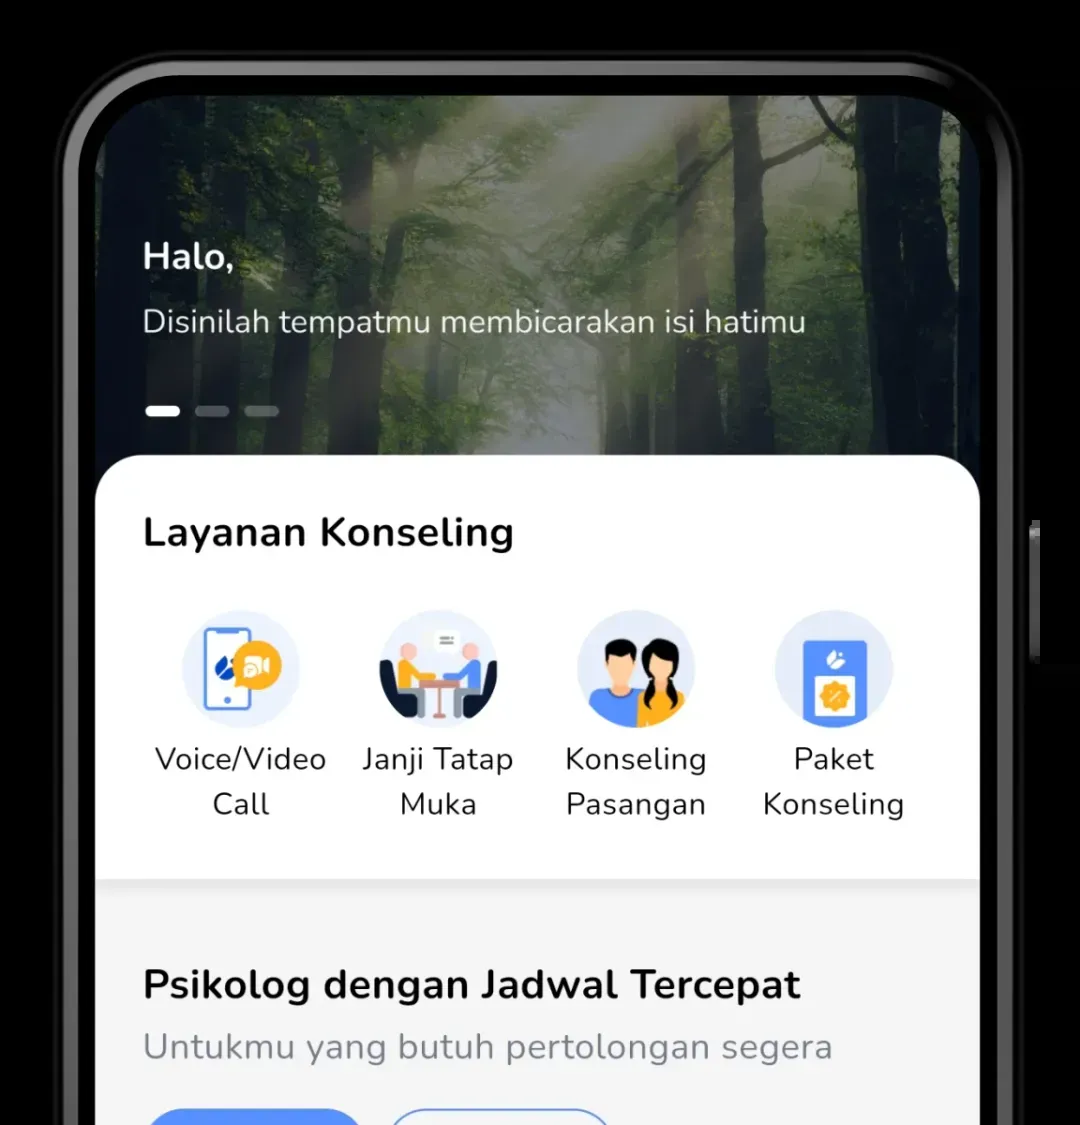 Halo,
Disinilah tempatmu membicarakan isi hatimu
Layanan Konseling
Voice/Video
Call
Janji Tatap
Muka
Konseling
Pasangan
Paket
Konseling
Psikolog dengan Jadwal Tercepat
Untukmu yang butuh pertolongan segera